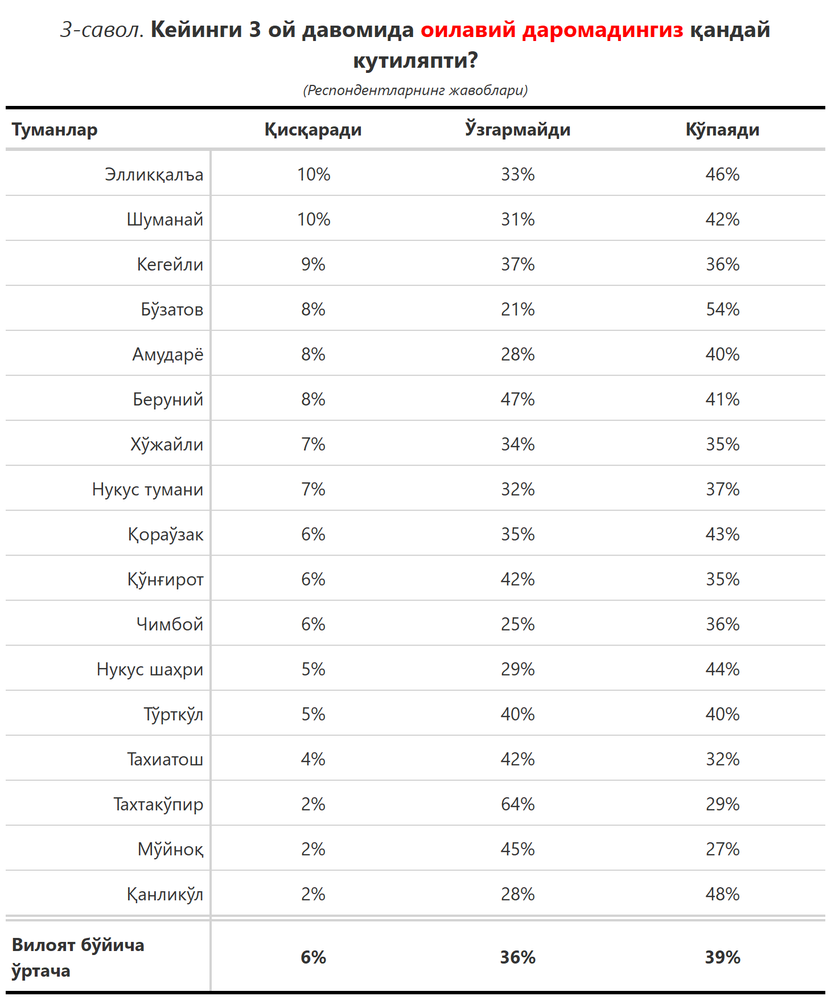 3-савол. Кейинги 3 ой давомида оилавий даромадингиз қандай
кутиляпти?
(Респондентларнинг жавоблари)
Туманлар Қисқаради Ўзгармайди Кўпаяди
Элликқалъа 10% 33% 46%
Шуманай 10% 31% 42%
Кегейли 9% 37% 36%
Бўзатов 8% 21% 54%
Амударё 8% 28% 40%
Беруний 8% 47% 41%
Хўжайли 7% 34% 35%
Нукус тумани 7% 32% 37%
Қораўзак 6% 35% 43%
Қўнғирот 6% 42% 35%
Чимбой 6% 25% 36%
Нукус шаҳри 5% 29% 44%
Тўрткўл 5% 40% 40%
Тахиатош 4% 42% 32%
Тахтакўпир 2% 64% 29%
Мўйноқ 2% 45% 27%
Қанликўл 2% 28% 48%
Вилоят бўйича
ўртача 6% 36% 39%